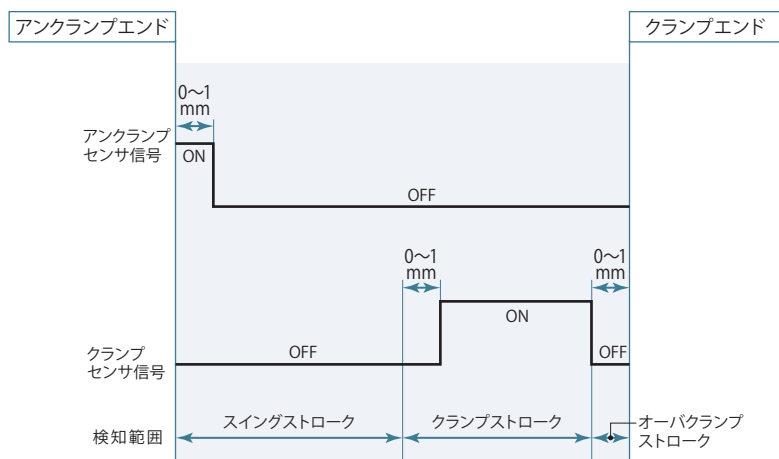 アンクランプエンド
クランプエンド
0〜1
mm
アンクランプ
センサ信号
ON
OFF
0〜1
mm
0〜1
mm
ON
クランプ
センサ信号
OFF
OFF
検知範囲
スイングストローク
クランプストローク
オーバクランプ
ストローク